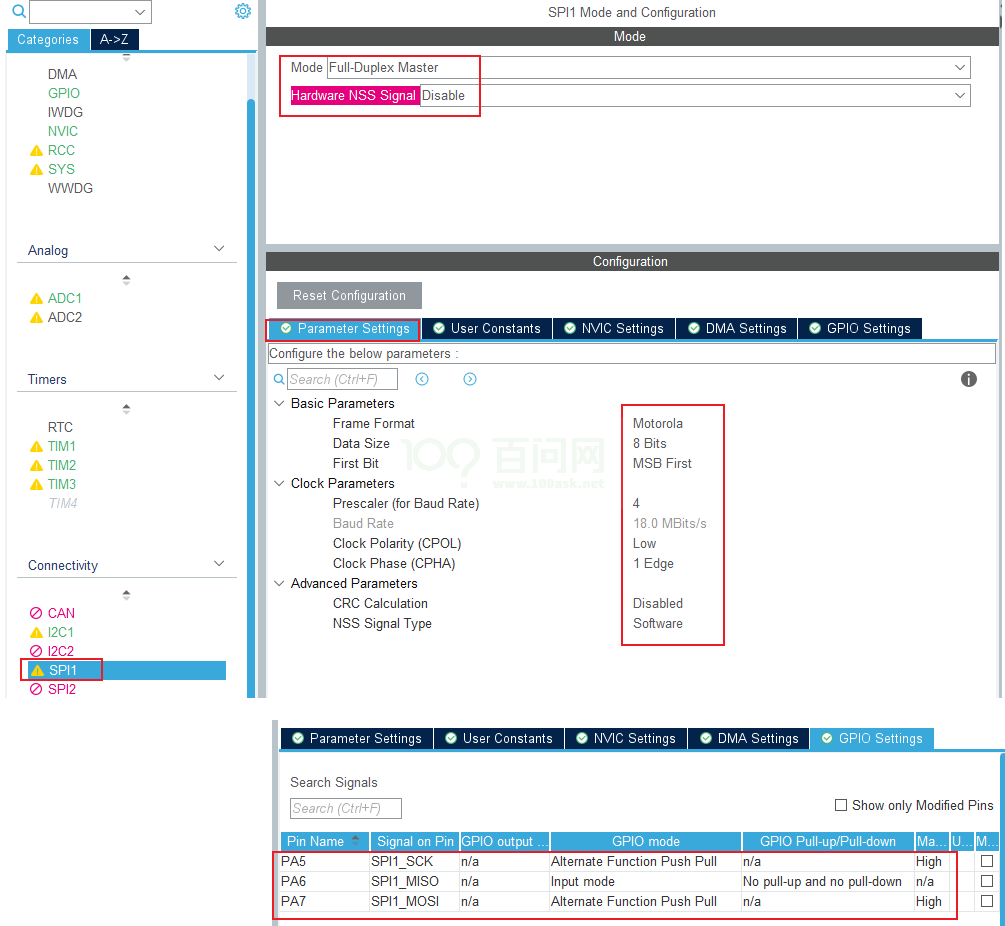 Categories
A->Z
DMA
GPIO
IWDG
NVIC
RCC
SYS
WWDG
Analog
ADC1
ADC2
Timers
RTC
TIM1
TIM2
TIM3
TIM4
Connectivity
CAN
I2C1
I2C2
SPI1
SPI2
SPI1 Mode and Configuration
Mode
Mode Full-Duplex Master
Hardware NSS Signal Disable
Configuration
Reset Configuration
Parameter Settings User Constants NVIC Settings DMA Settings GPIO Settings
Configure the below parameters :
Search (Ctrl+F)
Basic Parameters
Frame Format Motorola
Data Size 8 Bits
First Bit MSB First
Clock Parameters
Prescaler (for Baud Rate) 4
Baud Rate 18.0 MBits/s
Clock Polarity (CPOL) Low
Clock Phase (CPHA) 1 Edge
Advanced Parameters
CRC Calculation Disabled
NSS Signal Type Software
100 百问网
www.100ask.net
Parameter Settings User Constants NVIC Settings DMA Settings GPIO Settings
Search Signals
Search (Ctrl+F)
Show only Modified Pins
Pin Name Signal on Pin GPIO output ... GPIO mode GPIO Pull-up/Pull-down Ma... U... M...
PA5 SPI1_SCK n/a Alternate Function Push Pull n/a High
PA6 SPI1_MISO n/a Input mode No pull-up and no pull-down n/a
PA7 SPI1_MOSI n/a Alternate Function Push Pull n/a High